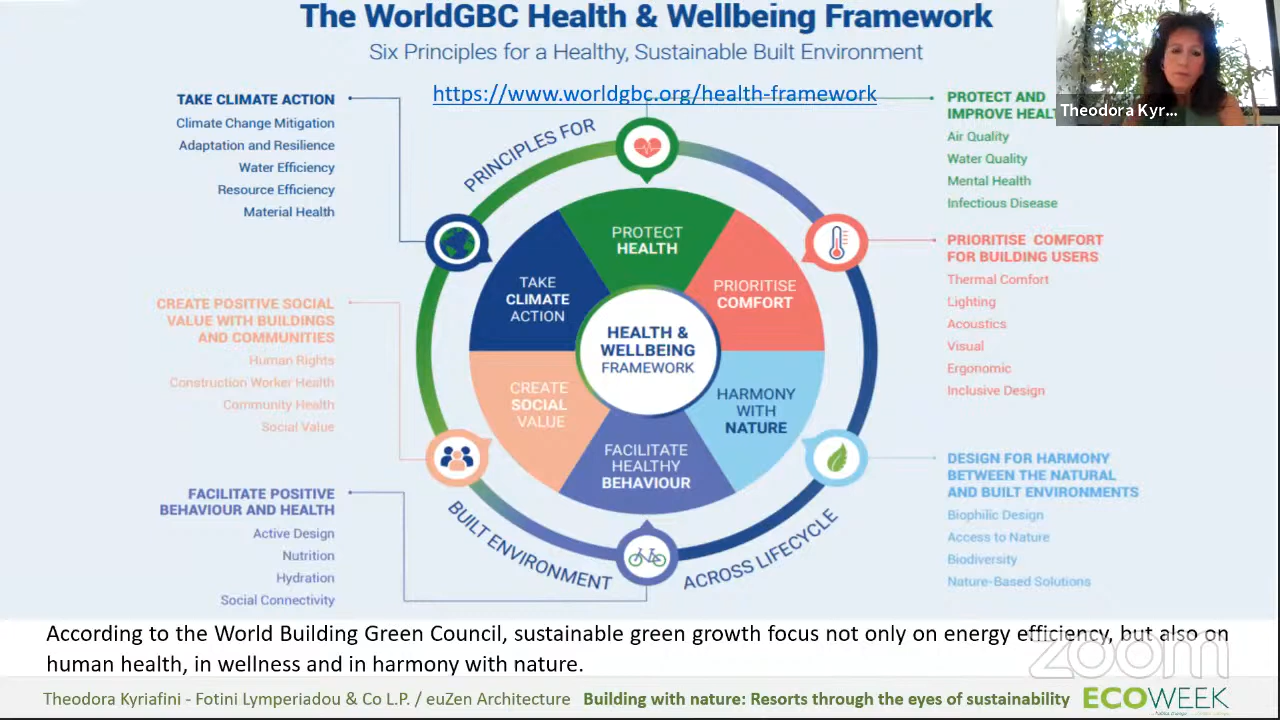 The WorldGBC Health & Wellbeing Framework
Six Principles for a Healthy, Sustainable Built Environment
https://www.worldgbc.org/health-framework
Theodora Kyr...
TAKE CLIMATE ACTION
Climate Change Mitigation
Adaptation and Resilience
Water Efficiency
Resource Efficiency
Material Health
CREATE POSITIVE SOCIAL
VALUE WITH BUILDINGS
AND COMMUNITIES
Human Rights
Construction Worker Health
Community Health
Social Value
FACILITATE POSITIVE
BEHAVIOUR AND HEALTH
Active Design
Nutrition
Hydration
Social Connectivity
PRINCIPLES FOR
BUILT ENVIRONMENT
ACROSS LIFECYCLE
PROTECT
HEALTH
PRIORITISE
COMFORT
HARMONY
WITH
NATURE
FACILITATE
HEALTHY
BEHAVIOUR
CREATE
SOCIAL
VALUE
TAKE
CLIMATE
ACTION
HEALTH &
WELLBEING
FRAMEWORK
PROTECT AND
IMPROVE
Air Quality
Water Quality
Mental Health
Infectious Disease
PRIORITISE COMFORT
FOR BUILDING USERS
Thermal Comfort
Lighting
Acoustics
Visual
Ergonomic
Inclusive Design
DESIGN FOR HARMONY
BETWEEN THE NATURAL
AND BUILT ENVIRONMENTS
Biophilic Design
Access to Nature
Biodiversity
Nature-Based Solutions
According to the World Building Green Council, sustainable green growth focus not only on energy efficiency, but also on
human health, in wellness and in harmony with nature.
zoom
Theodora Kyriafini - Fotini Lymperiadou & Co L.P. / euZen Architecture Building with nature: Resorts through the eyes of sustainability ECOWEEK